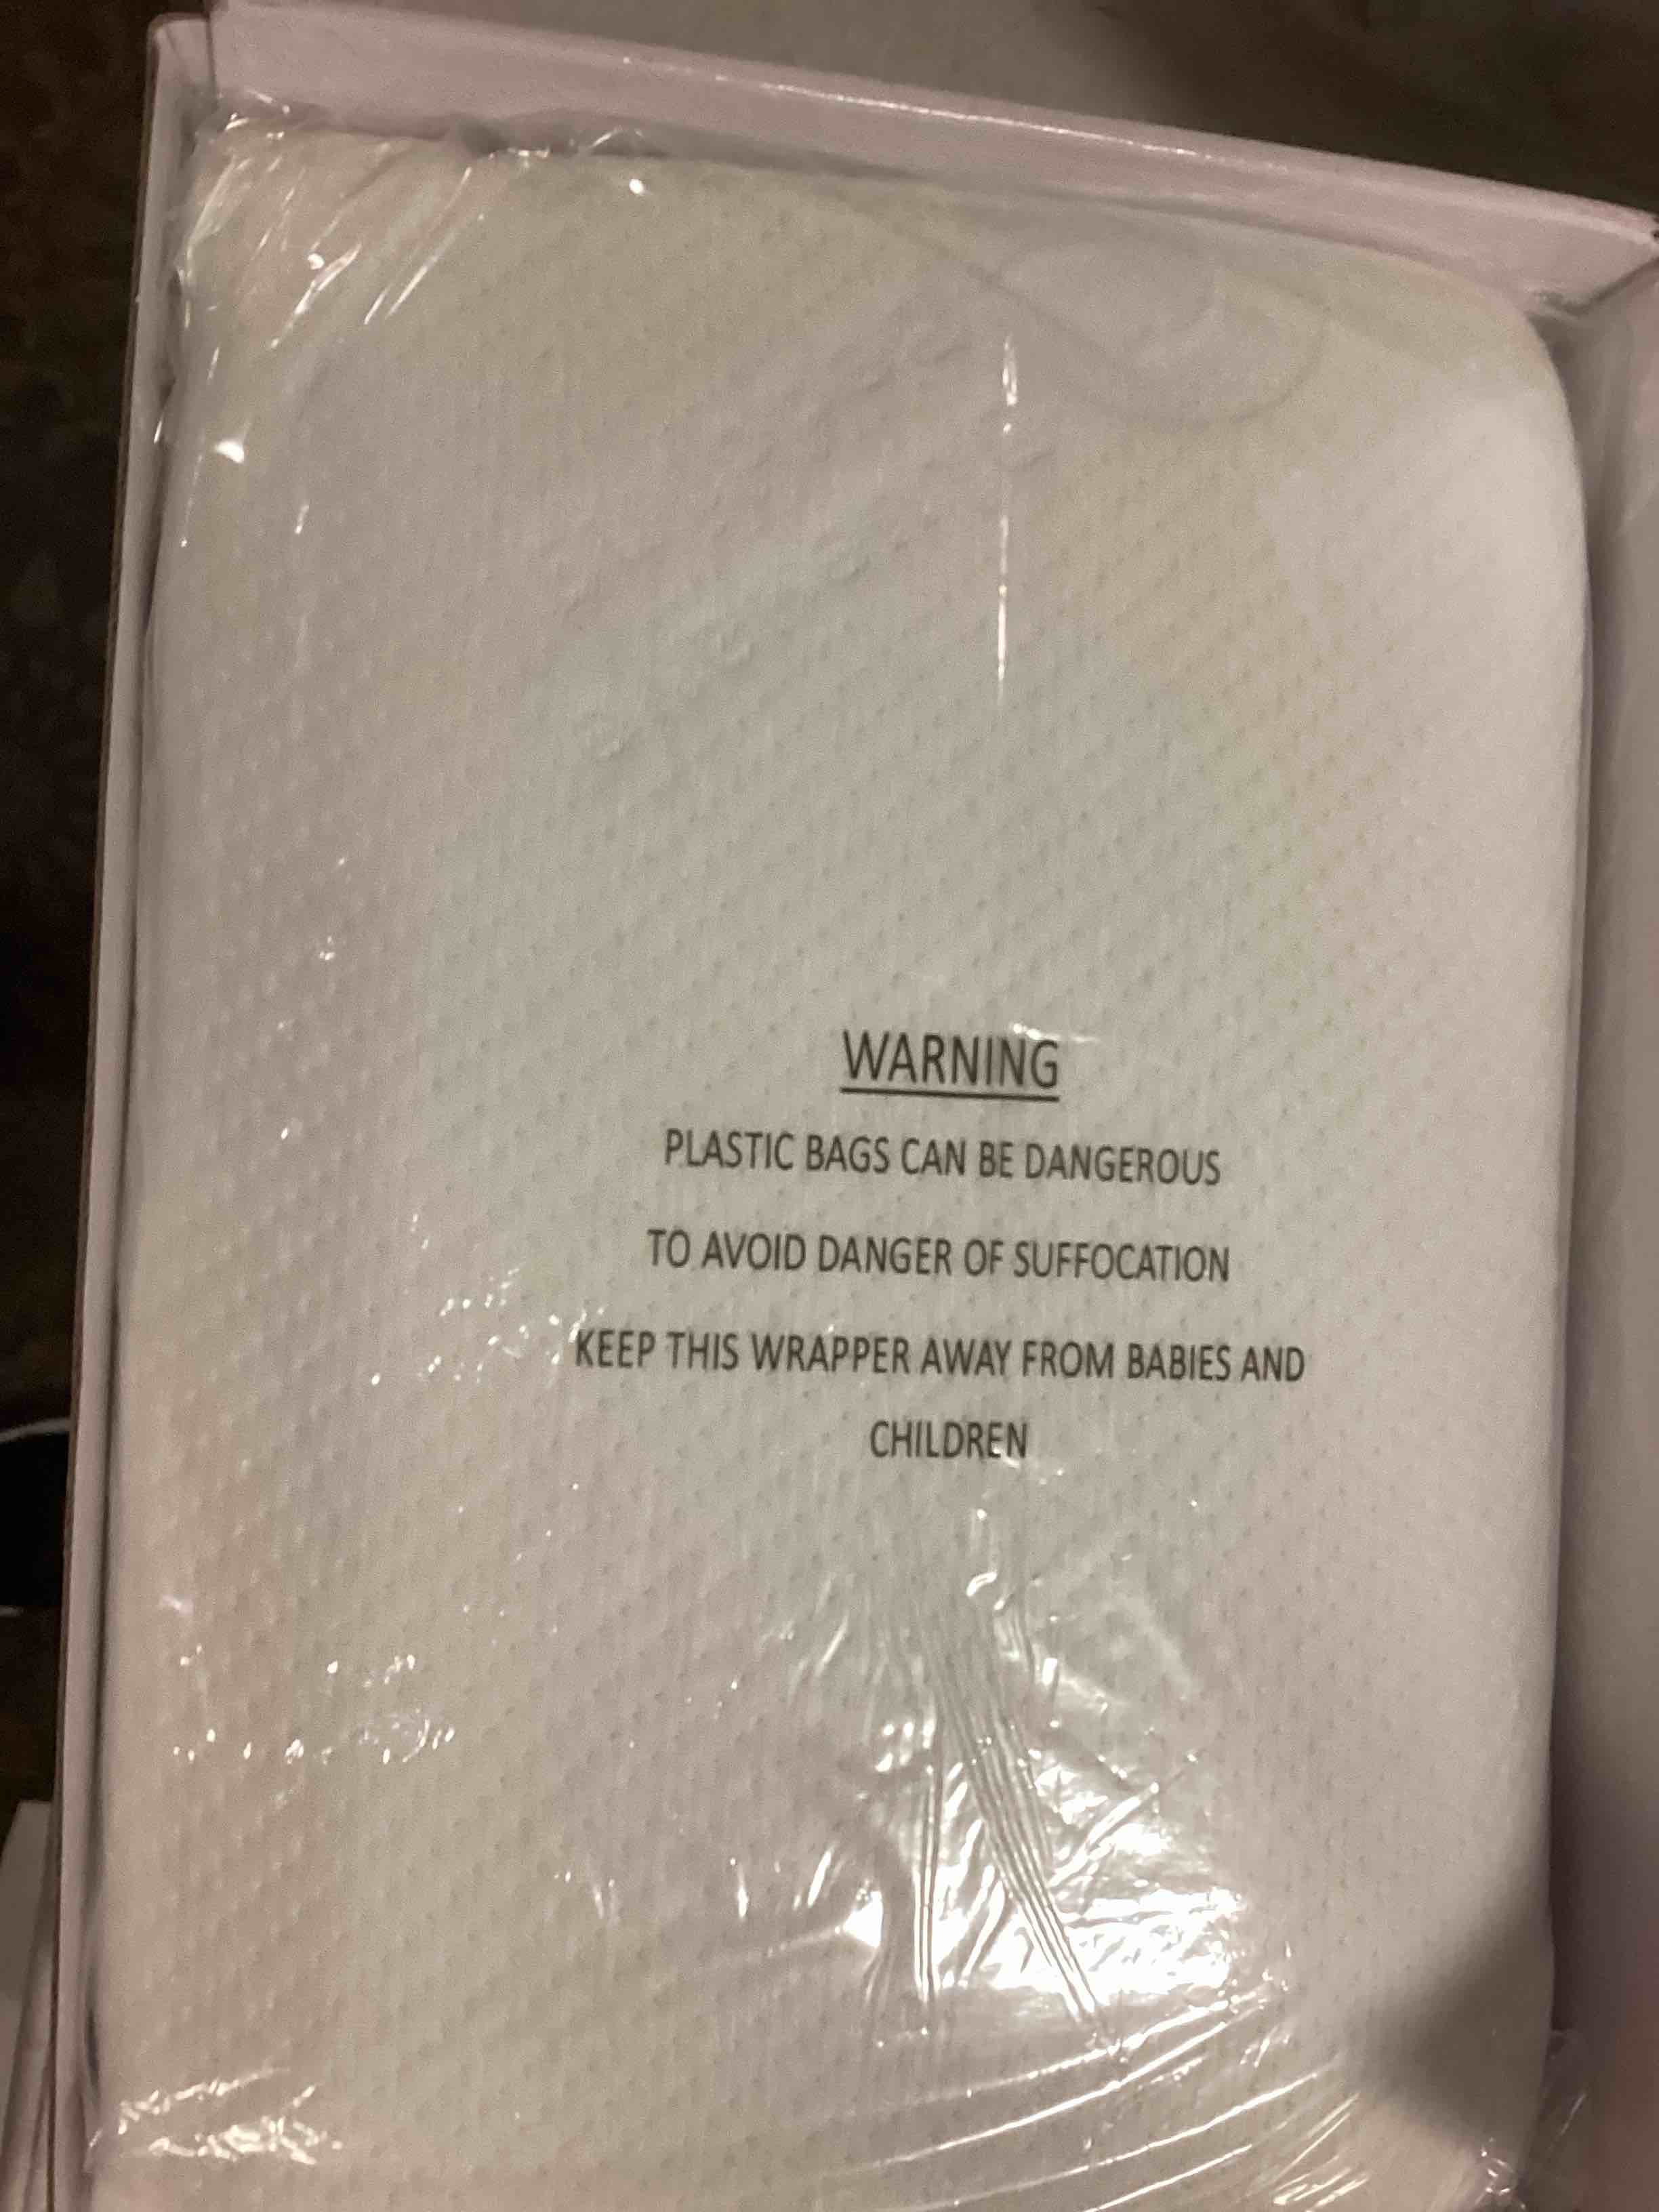 WARNING
PLASTIC BAGS CAN BE DANGEROUS
TO AVOID DANGER OF SUFFOCATION
KEEP THIS WRAPPER AWAY FROM BABIES AND
CHILDREN